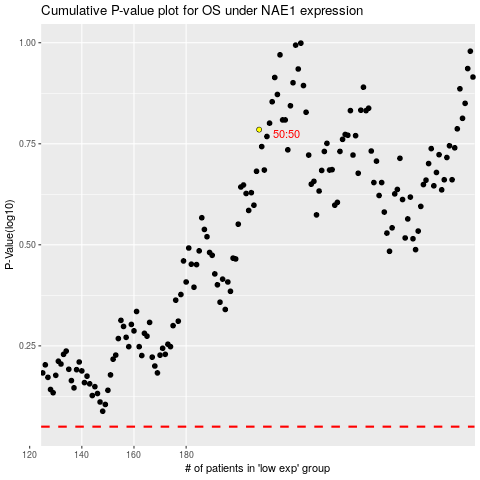 Cumulative P-value plot for OS under NAE1 expression
P-Value(log10)
1.00
0.75
0.50
0.25
50:50
120 140 160 180
# of patients in 'low exp' group